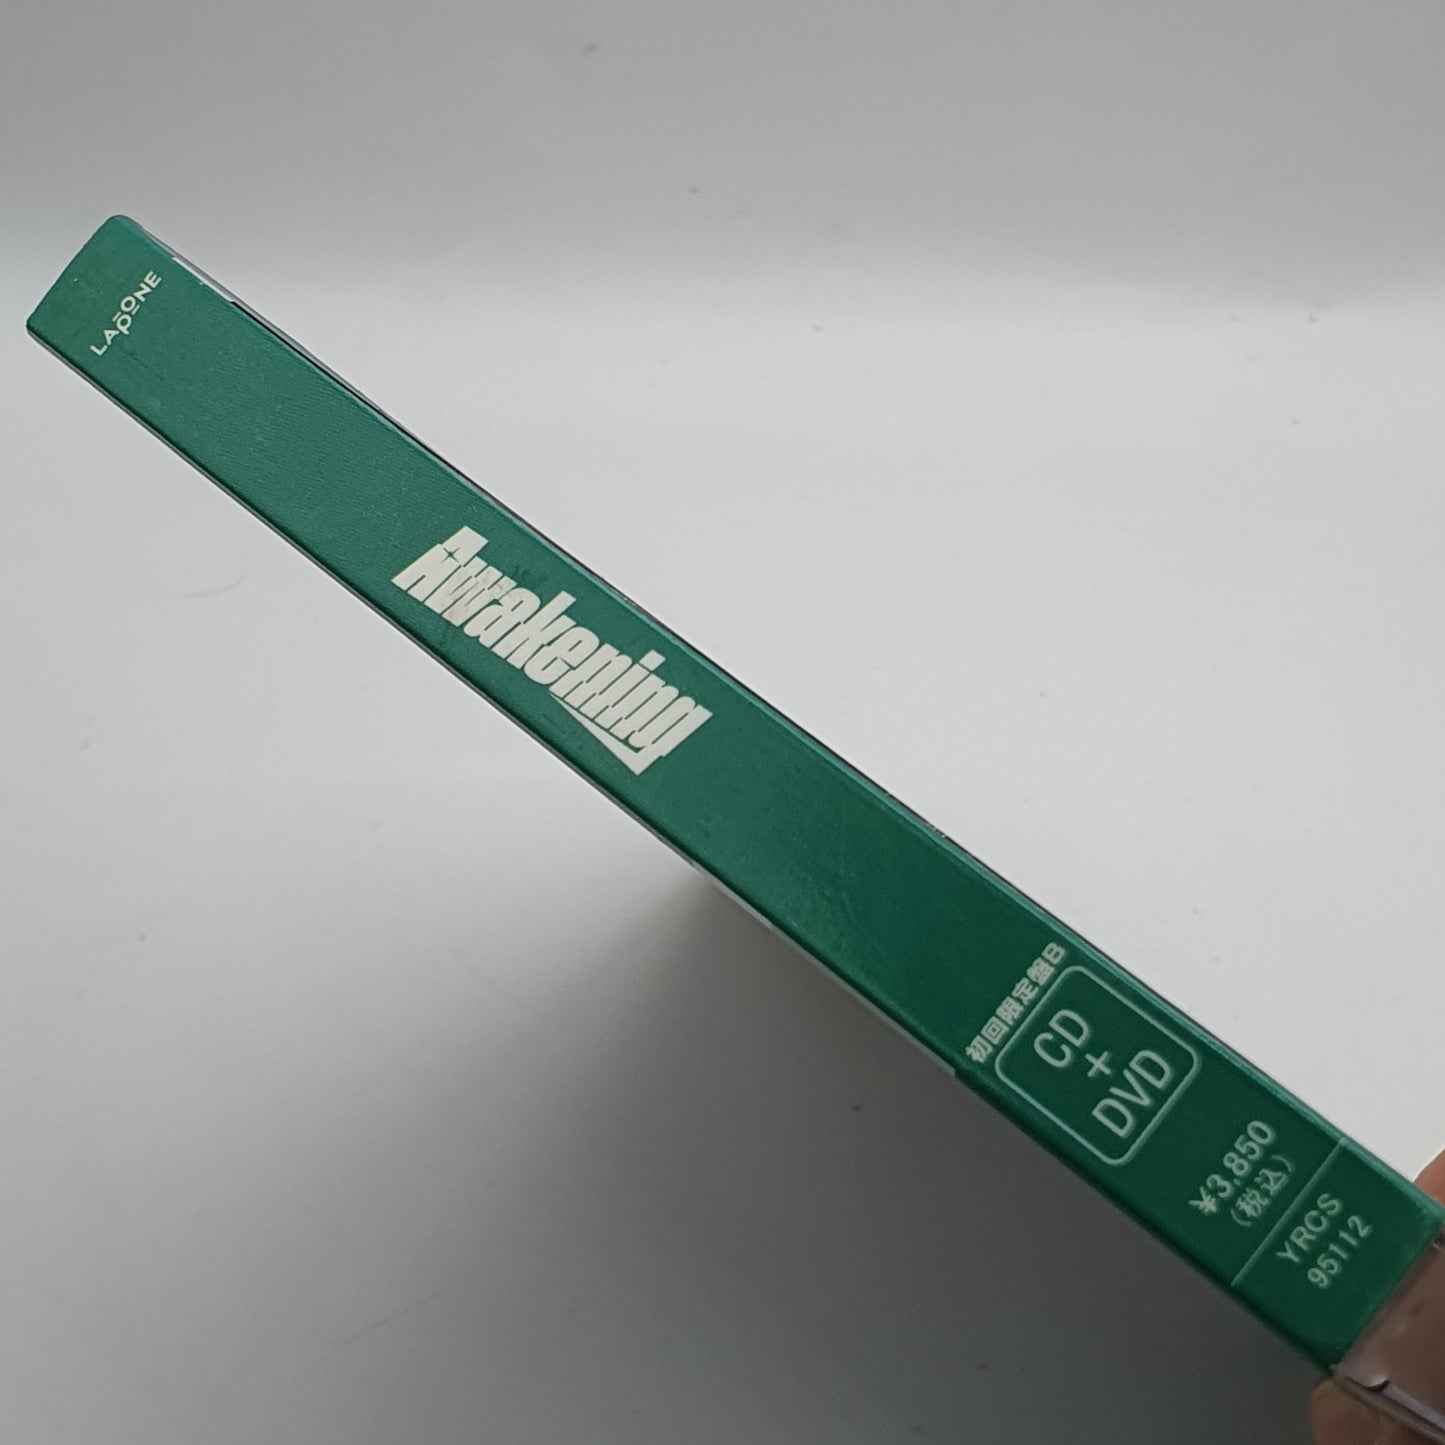 LAPONE
Awakening
初回限定盤B
CD
+
DVD
¥3,850
(税込)
YRCS
95112